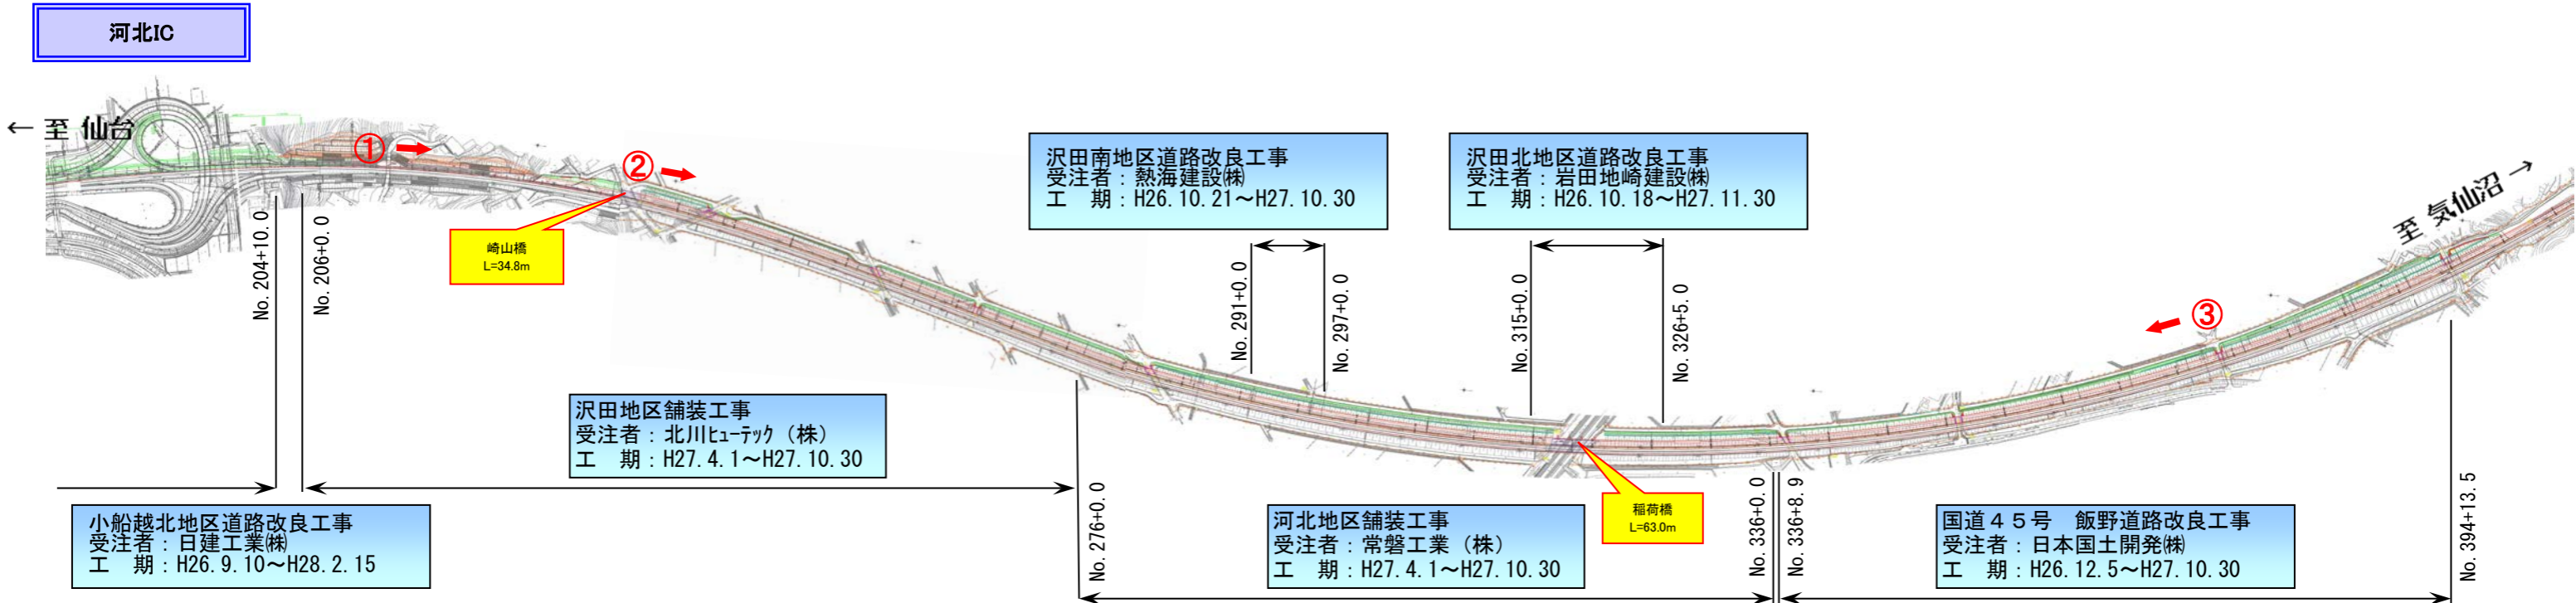 河北IC
← 至 仙台
①
②
崎山橋
L=34.8m
沢田南地区道路改良工事
受注者：熱海建設㈱
工　期：H26.10.21～H27.10.30
沢田北地区道路改良工事
受注者：岩田地崎建設㈱
工　期：H26.10.18～H27.11.30
至 気仙沼 →
③
No.204+10.0
No.206+0.0
No.291+0.0
No.297+0.0
No.315+0.0
No.326+5.0
沢田地区舗装工事
受注者：北川ﾋｭｰﾃｯｸ（株）
工　期：H27.4.1～H27.10.30
小船越北地区道路改良工事
受注者：日建工業㈱
工　期：H26.9.10～H28.2.15
No.276+0.0
河北地区舗装工事
受注者：常磐工業（株）
工　期：H27.4.1～H27.10.30
稲荷橋
L=63.0m
No.336+0.0
No.336+8.9
国道４５号　飯野道路改良工事
受注者：日本国土開発㈱
工　期：H26.12.5～H27.10.30
No.394+13.5